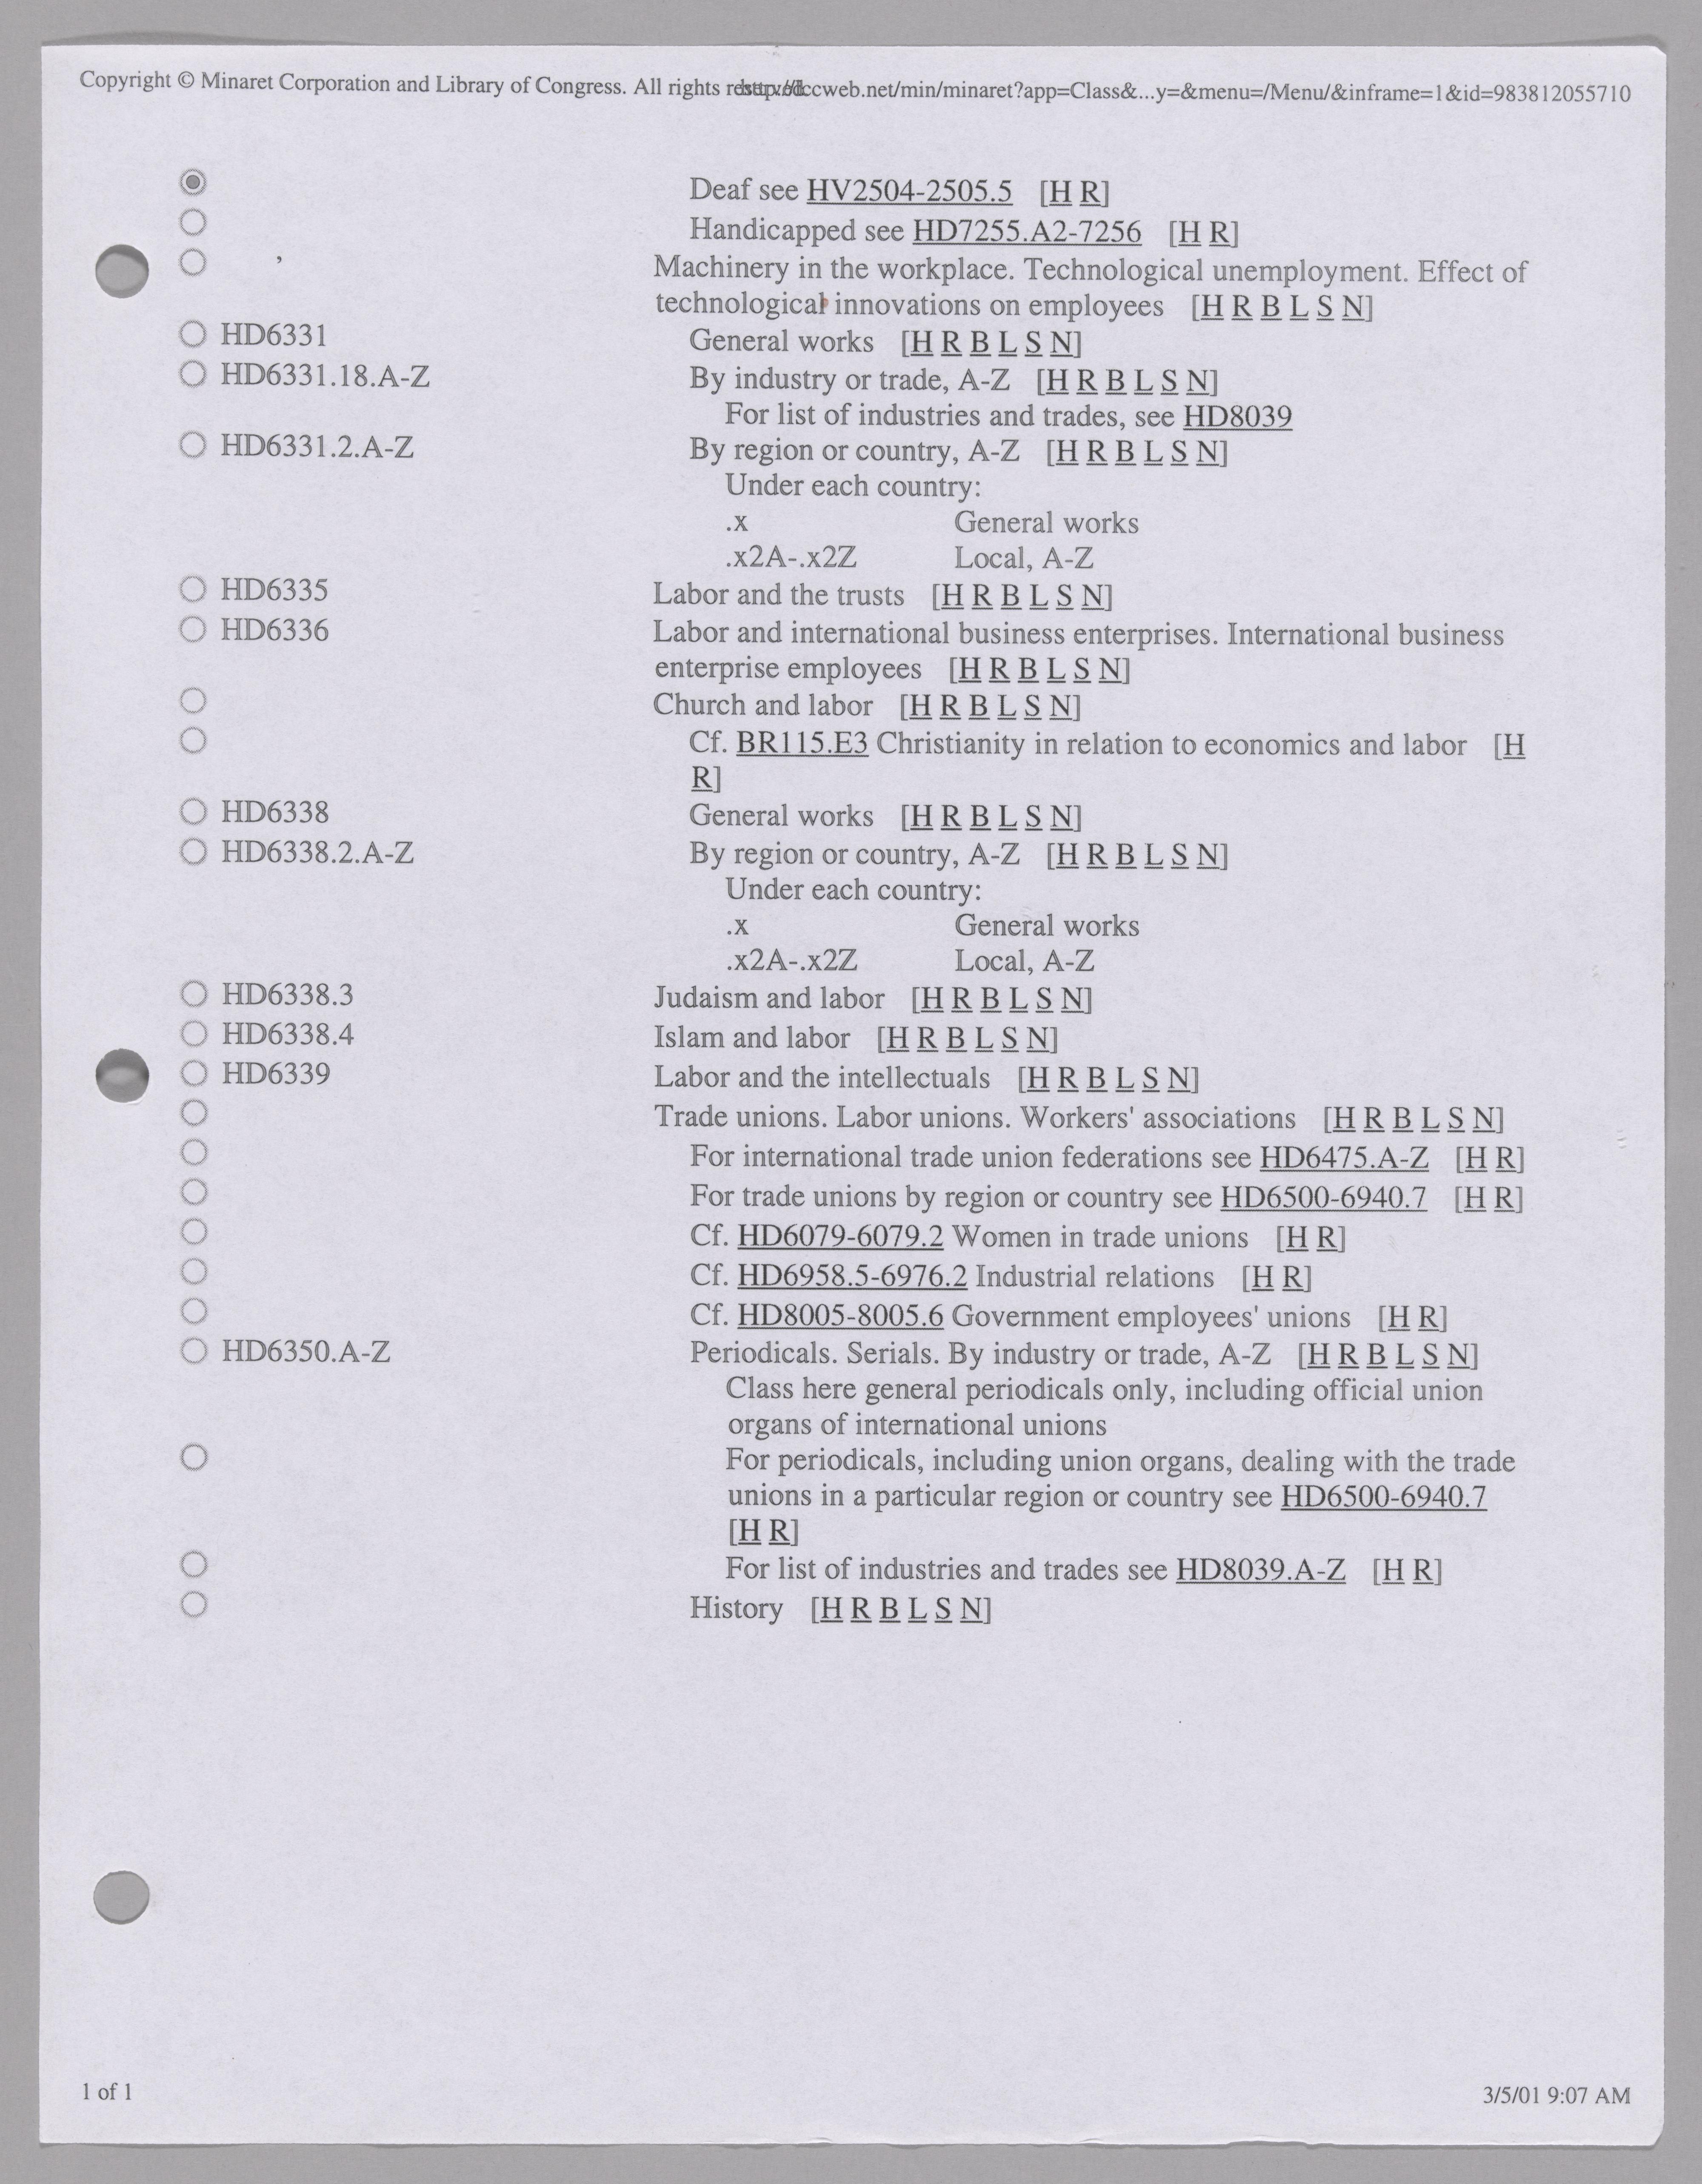 Copyright © Minaret Corporation and Library of Congress. All rights reserved. http://lccweb.net/min/minaret?app=Class&...y=&menu=/Menu/&inframe=1&id=983812055710
Deaf see HV2504-2505.5 [H R]
Handicapped see HD7255.A2-7256 [H R]
Machinery in the workplace. Technological unemployment. Effect of
technological innovations on employees [H R B L S N]
HD6331 General works [H R B L S N]
HD6331.18.A-Z By industry or trade, A-Z [H R B L S N]
For list of industries and trades, see HD8039
HD6331.2.A-Z By region or country, A-Z [H R B L S N]
Under each country:
.x General works
.x2A-.x2Z Local, A-Z
HD6335 Labor and the trusts [H R B L S N]
HD6336 Labor and international business enterprises. International business
enterprise employees [H R B L S N]
Church and labor [H R B L S N]
Cf. BR115.E3 Christianity in relation to economics and labor [H
R]
HD6338 General works [H R B L S N]
HD6338.2.A-Z By region or country, A-Z [H R B L S N]
Under each country:
.x General works
.x2A-.x2Z Local, A-Z
HD6338.3 Judaism and labor [H R B L S N]
HD6338.4 Islam and labor [H R B L S N]
HD6339 Labor and the intellectuals [H R B L S N]
Trade unions. Labor unions. Workers' associations [H R B L S N]
For international trade union federations see HD6475.A-Z [H R]
For trade unions by region or country see HD6500-6940.7 [H R]
Cf. HD6079-6079.2 Women in trade unions [H R]
Cf. HD6958.5-6976.2 Industrial relations [H R]
Cf. HD8005-8005.6 Government employees' unions [H R]
HD6350.A-Z Periodicals. Serials. By industry or trade, A-Z [H R B L S N]
Class here general periodicals only, including official union
organs of international unions
For periodicals, including union organs, dealing with the trade
unions in a particular region or country see HD6500-6940.7
[H R]
For list of industries and trades see HD8039.A-Z [H R]
History [H R B L S N]
1 of 1 3/5/01 9:07 AM